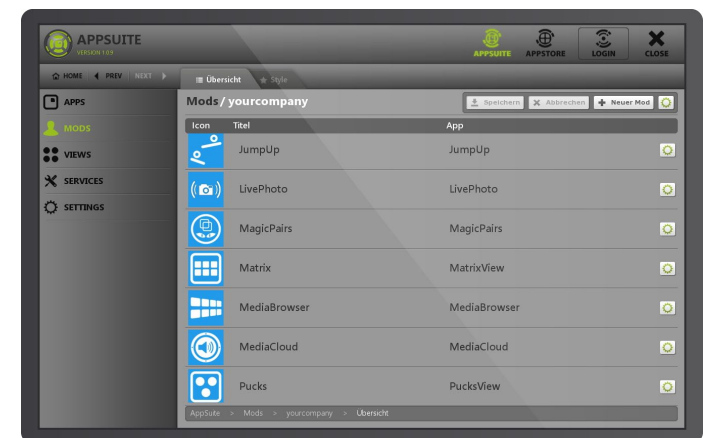 APPSUITE
VERSION 1.0.9
APPSUITE APPSTORE LOGIN CLOSE
HOME PREV NEXT
Übersicht Style
APPS
MODS
VIEWS
SERVICES
SETTINGS
Mods / yourcompany
Speichern Abbrechen Neuer Mod
Icon Titel App
JumpUp JumpUp
LivePhoto LivePhoto
MagicPairs MagicPairs
Matrix MatrixView
MediaBrowser MediaBrowser
MediaCloud MediaCloud
Pucks PucksView
AppSuite > Mods > yourcompany > Übersicht